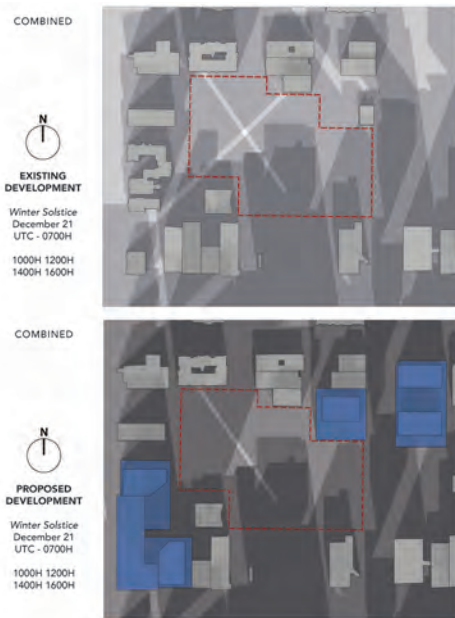 COMBINED
N
EXISTING
DEVELOPMENT
Winter Solstice
December 21
UTC - 0700H
1000H 1200H
1400H 1600H
COMBINED
N
PROPOSED
DEVELOPMENT
Winter Solstice
December 21
UTC - 0700H
1000H 1200H
1400H 1600H